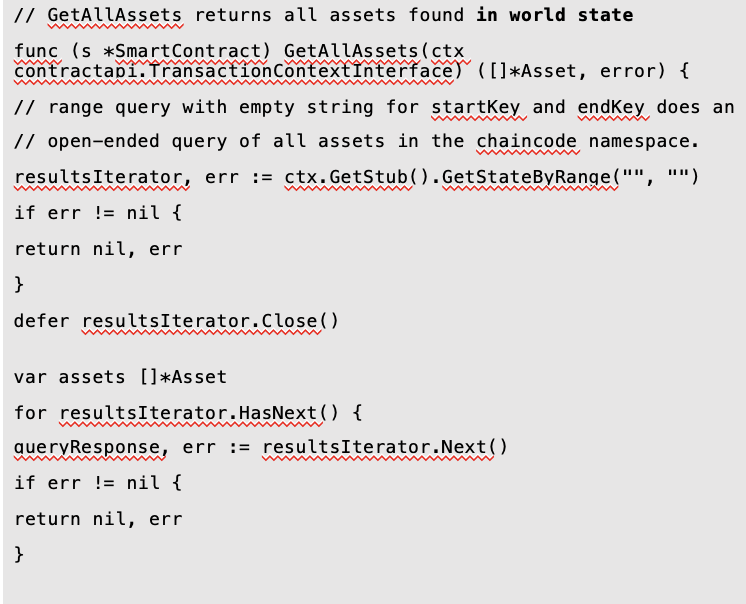 // GetAllAssets returns all assets found in world state
func (s *SmartContract) GetAllAssets(ctx
contractapi.TransactionContextInterface) ([]*Asset, error) {
// range query with empty string for startKey and endKey does an
// open-ended query of all assets in the chaincode namespace.
resultsIterator, err := ctx.GetStub().GetStateByRange("", "")
if err != nil {
return nil, err
}
defer resultsIterator.Close()
var assets []*Asset
for resultsIterator.HasNext() {
queryResponse, err := resultsIterator.Next()
if err != nil {
return nil, err
}